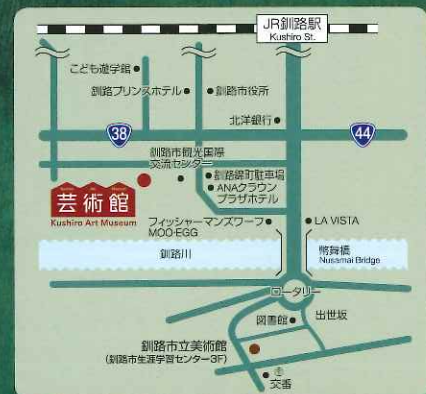 JR釧路駅
Kushiro St.
こども遊学館
釧路プリンスホテル
釧路市役所
北洋銀行
38
44
釧路市観光国際
交流センター
釧路錦町駐車場
ANAクラウン
プラザホテル
芸術館
Kushiro Art Museum
フィッシャーマンズワーフ
MOO·EGG
LA VISTA
釧路川
幣舞橋
Nusamai Bridge
ロータリー
図書館
出世坂
釧路市立美術館
(釧路市生涯学習センター3F)
交番